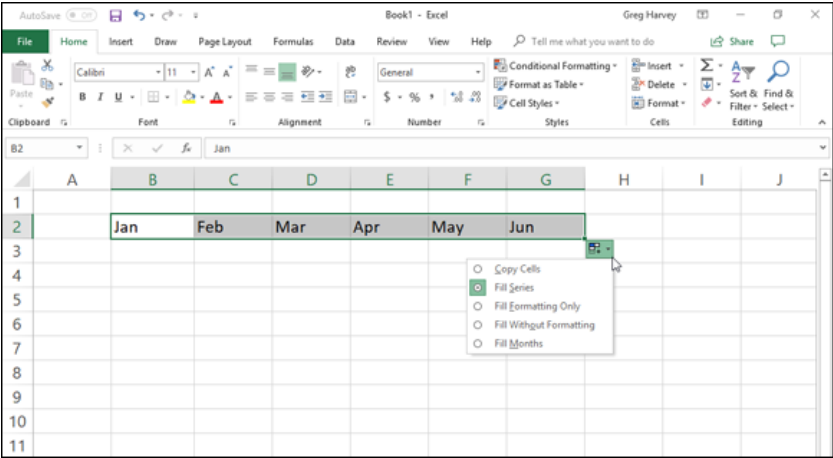 AutoSave Off Book1 - Excel Greg Harvey
File Home Insert Draw Page Layout Formulas Data Review View Help Tell me what you want to do Share
Paste Calibri 11 A A General Conditional Formatting Insert Σ A Z
B I U A $ % , Format as Table Delete Sort & Find &
Cell Styles Format Filter Select
Clipboard Font Alignment Number Styles Cells Editing
B2 fx Jan
A B C D E F G H I J
1
2 Jan Feb Mar Apr May Jun
3
4 Copy Cells
5 Fill Series
Fill Formatting Only
6 Fill Without Formatting
7 Fill Months
8
9
10
11